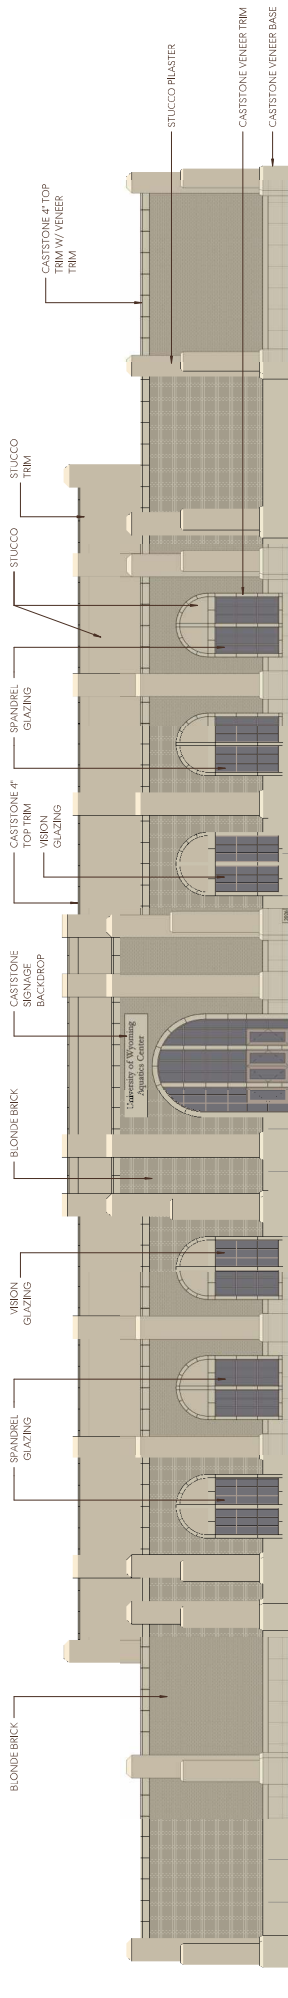 BLONDE BRICK
SPANDREL
GLAZING
VISION
GLAZING
BLONDE BRICK
CASTSTONE
SIGNAGE
BACKDROP
CASTSTONE 4"
TOP TRIM
VISION
GLAZING
SPANDREL
GLAZING
STUCCO
STUCCO
TRIM
CASTSTONE 4" TOP
TRIM W/ VENEER
TRIM
STUCCO PILASTER
CASTSTONE VENEER TRIM
CASTSTONE VENEER BASE
University of Wyoming
Aquatics Center